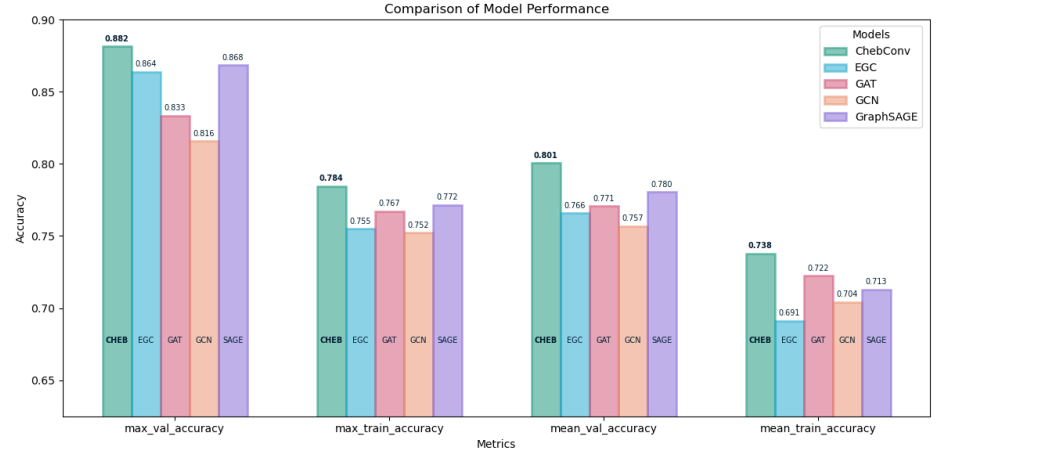 Comparison of Model Performance
Accuracy
0.90
0.85
0.80
0.75
0.70
0.65
Models
ChebConv
EGC
GAT
GCN
GraphSAGE
0.882 0.864 0.833 0.816 0.868
CHEB EGC GAT GCN SAGE
max_val_accuracy
0.784 0.755 0.767 0.752 0.772
CHEB EGC GAT GCN SAGE
max_train_accuracy
0.801 0.766 0.771 0.757 0.780
CHEB EGC GAT GCN SAGE
mean_val_accuracy
0.738 0.691 0.722 0.704 0.713
CHEB EGC GAT GCN SAGE
mean_train_accuracy
Metrics